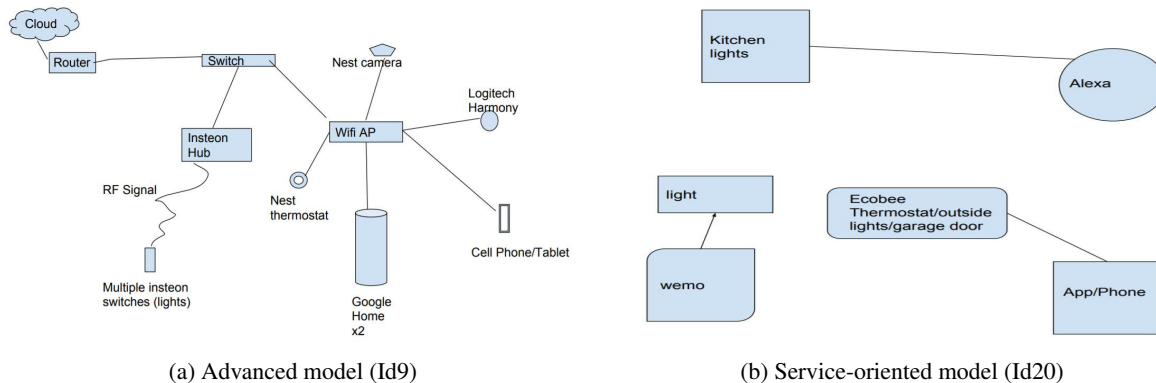 Cloud
Router
Switch
Nest camera
Logitech
Harmony
Insteon
Hub
Wifi AP
RF Signal
Nest
thermostat
Cell Phone/Tablet
Multiple insteon
switches (lights)
Google
Home
x2
(a) Advanced model (Id9)
Kitchen
lights
Alexa
light
Ecobee
Thermostat/outside
lights/garage door
wemo
App/Phone
(b) Service-oriented model (Id20)